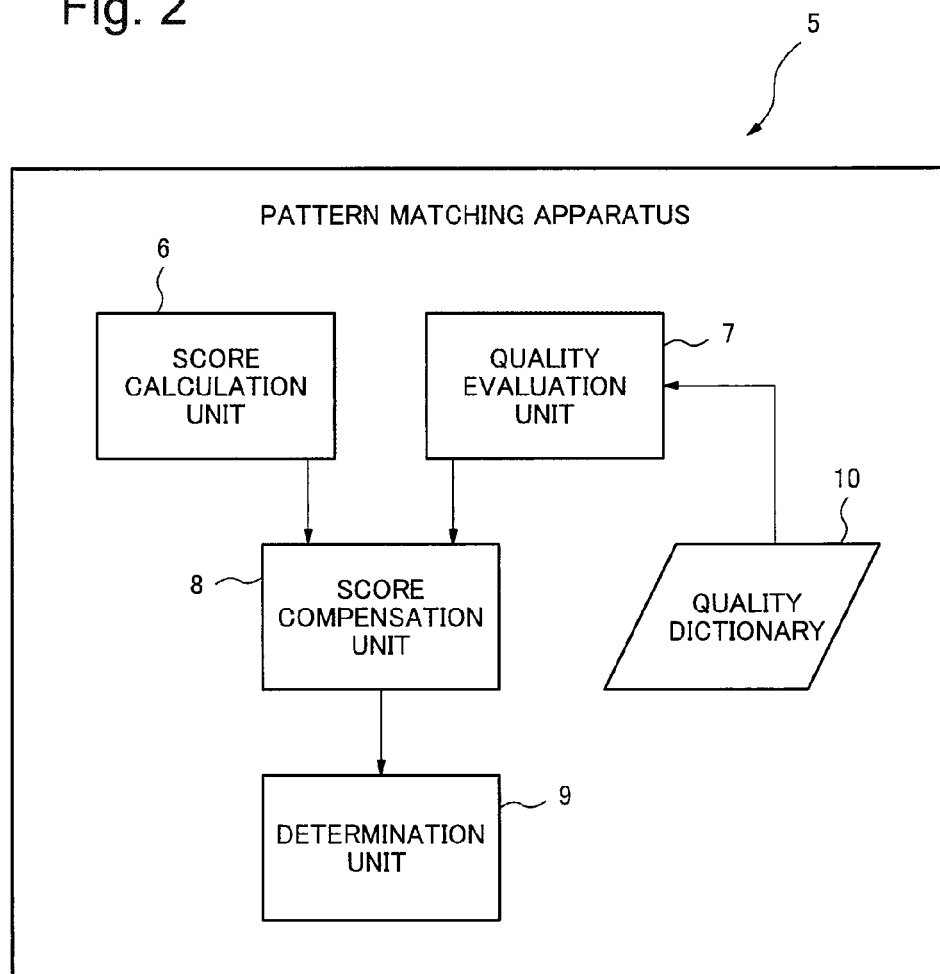 Fig. 2
5
PATTERN MATCHING APPARATUS
6
SCORE
CALCULATION
UNIT
QUALITY
EVALUATION
UNIT
7
10
8
SCORE
COMPENSATION
UNIT
QUALITY
DICTIONARY
DETERMINATION
UNIT
9